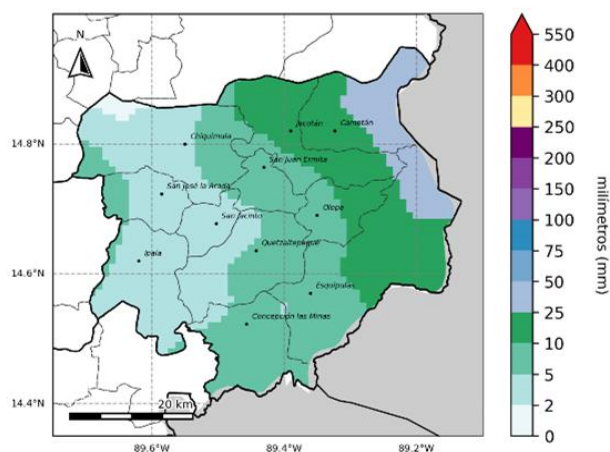 N
14.8°N
14.6°N
14.4°N
89.6°W
89.4°W
89.2°W
Jocotán
Camotán
Chiquimula
San Juan Ermita
San José la Arada
Olopa
San Jacinto
Quetzaltepeque
Ipala
Esquipulas
Concepción las Minas
20 km
550
400
300
250
200
150
100
75
50
25
10
5
2
0
milímetros (mm)